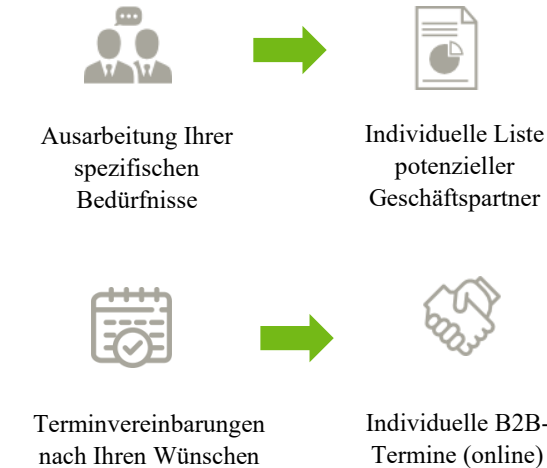 Ausarbeitung Ihrer
spezifischen
Bedürfnisse
Individuelle Liste
potenzieller
Geschäftspartner
Terminvereinbarungen
nach Ihren Wünschen
Individuelle B2B-
Termine (online)